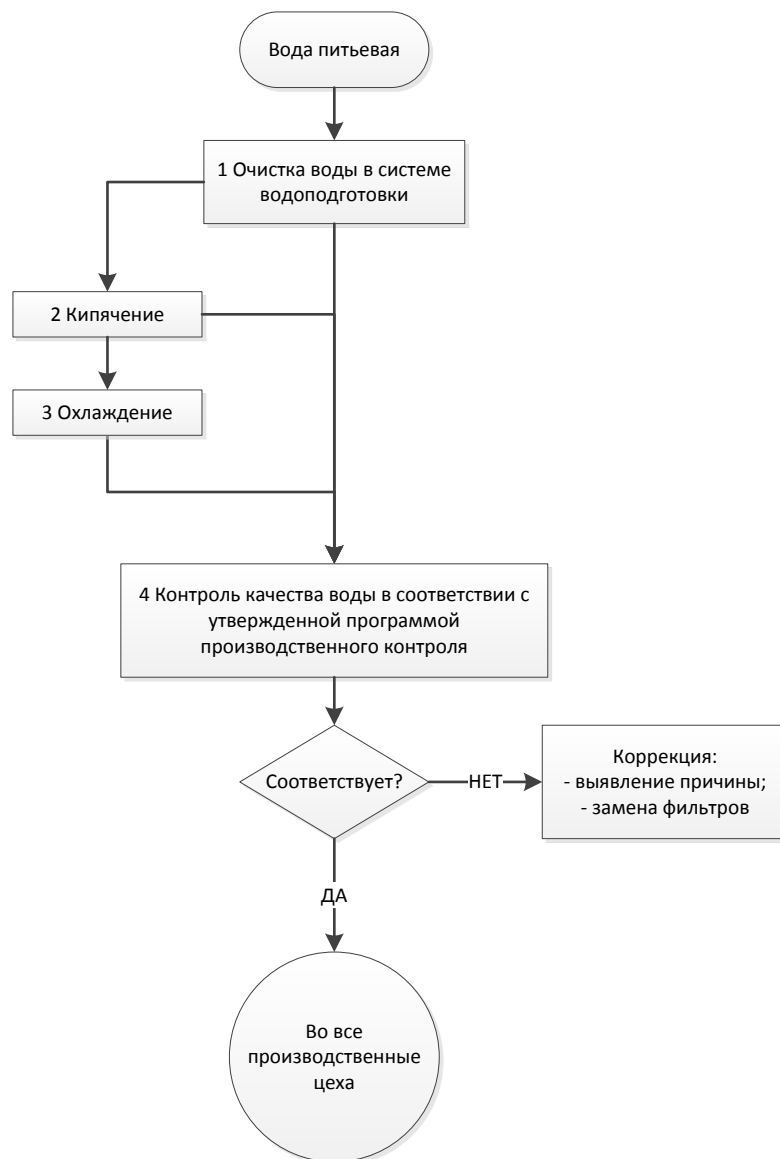 Вода питьевая
1 Очистка воды в системе
водоподготовки
2 Кипячение
3 Охлаждение
4 Контроль качества воды в соответствии с
утвержденной программой
производственного контроля
Соответствует?
НЕТ
Коррекция:
- выявление причины;
- замена фильтров
ДА
Во все
производственные
цеха